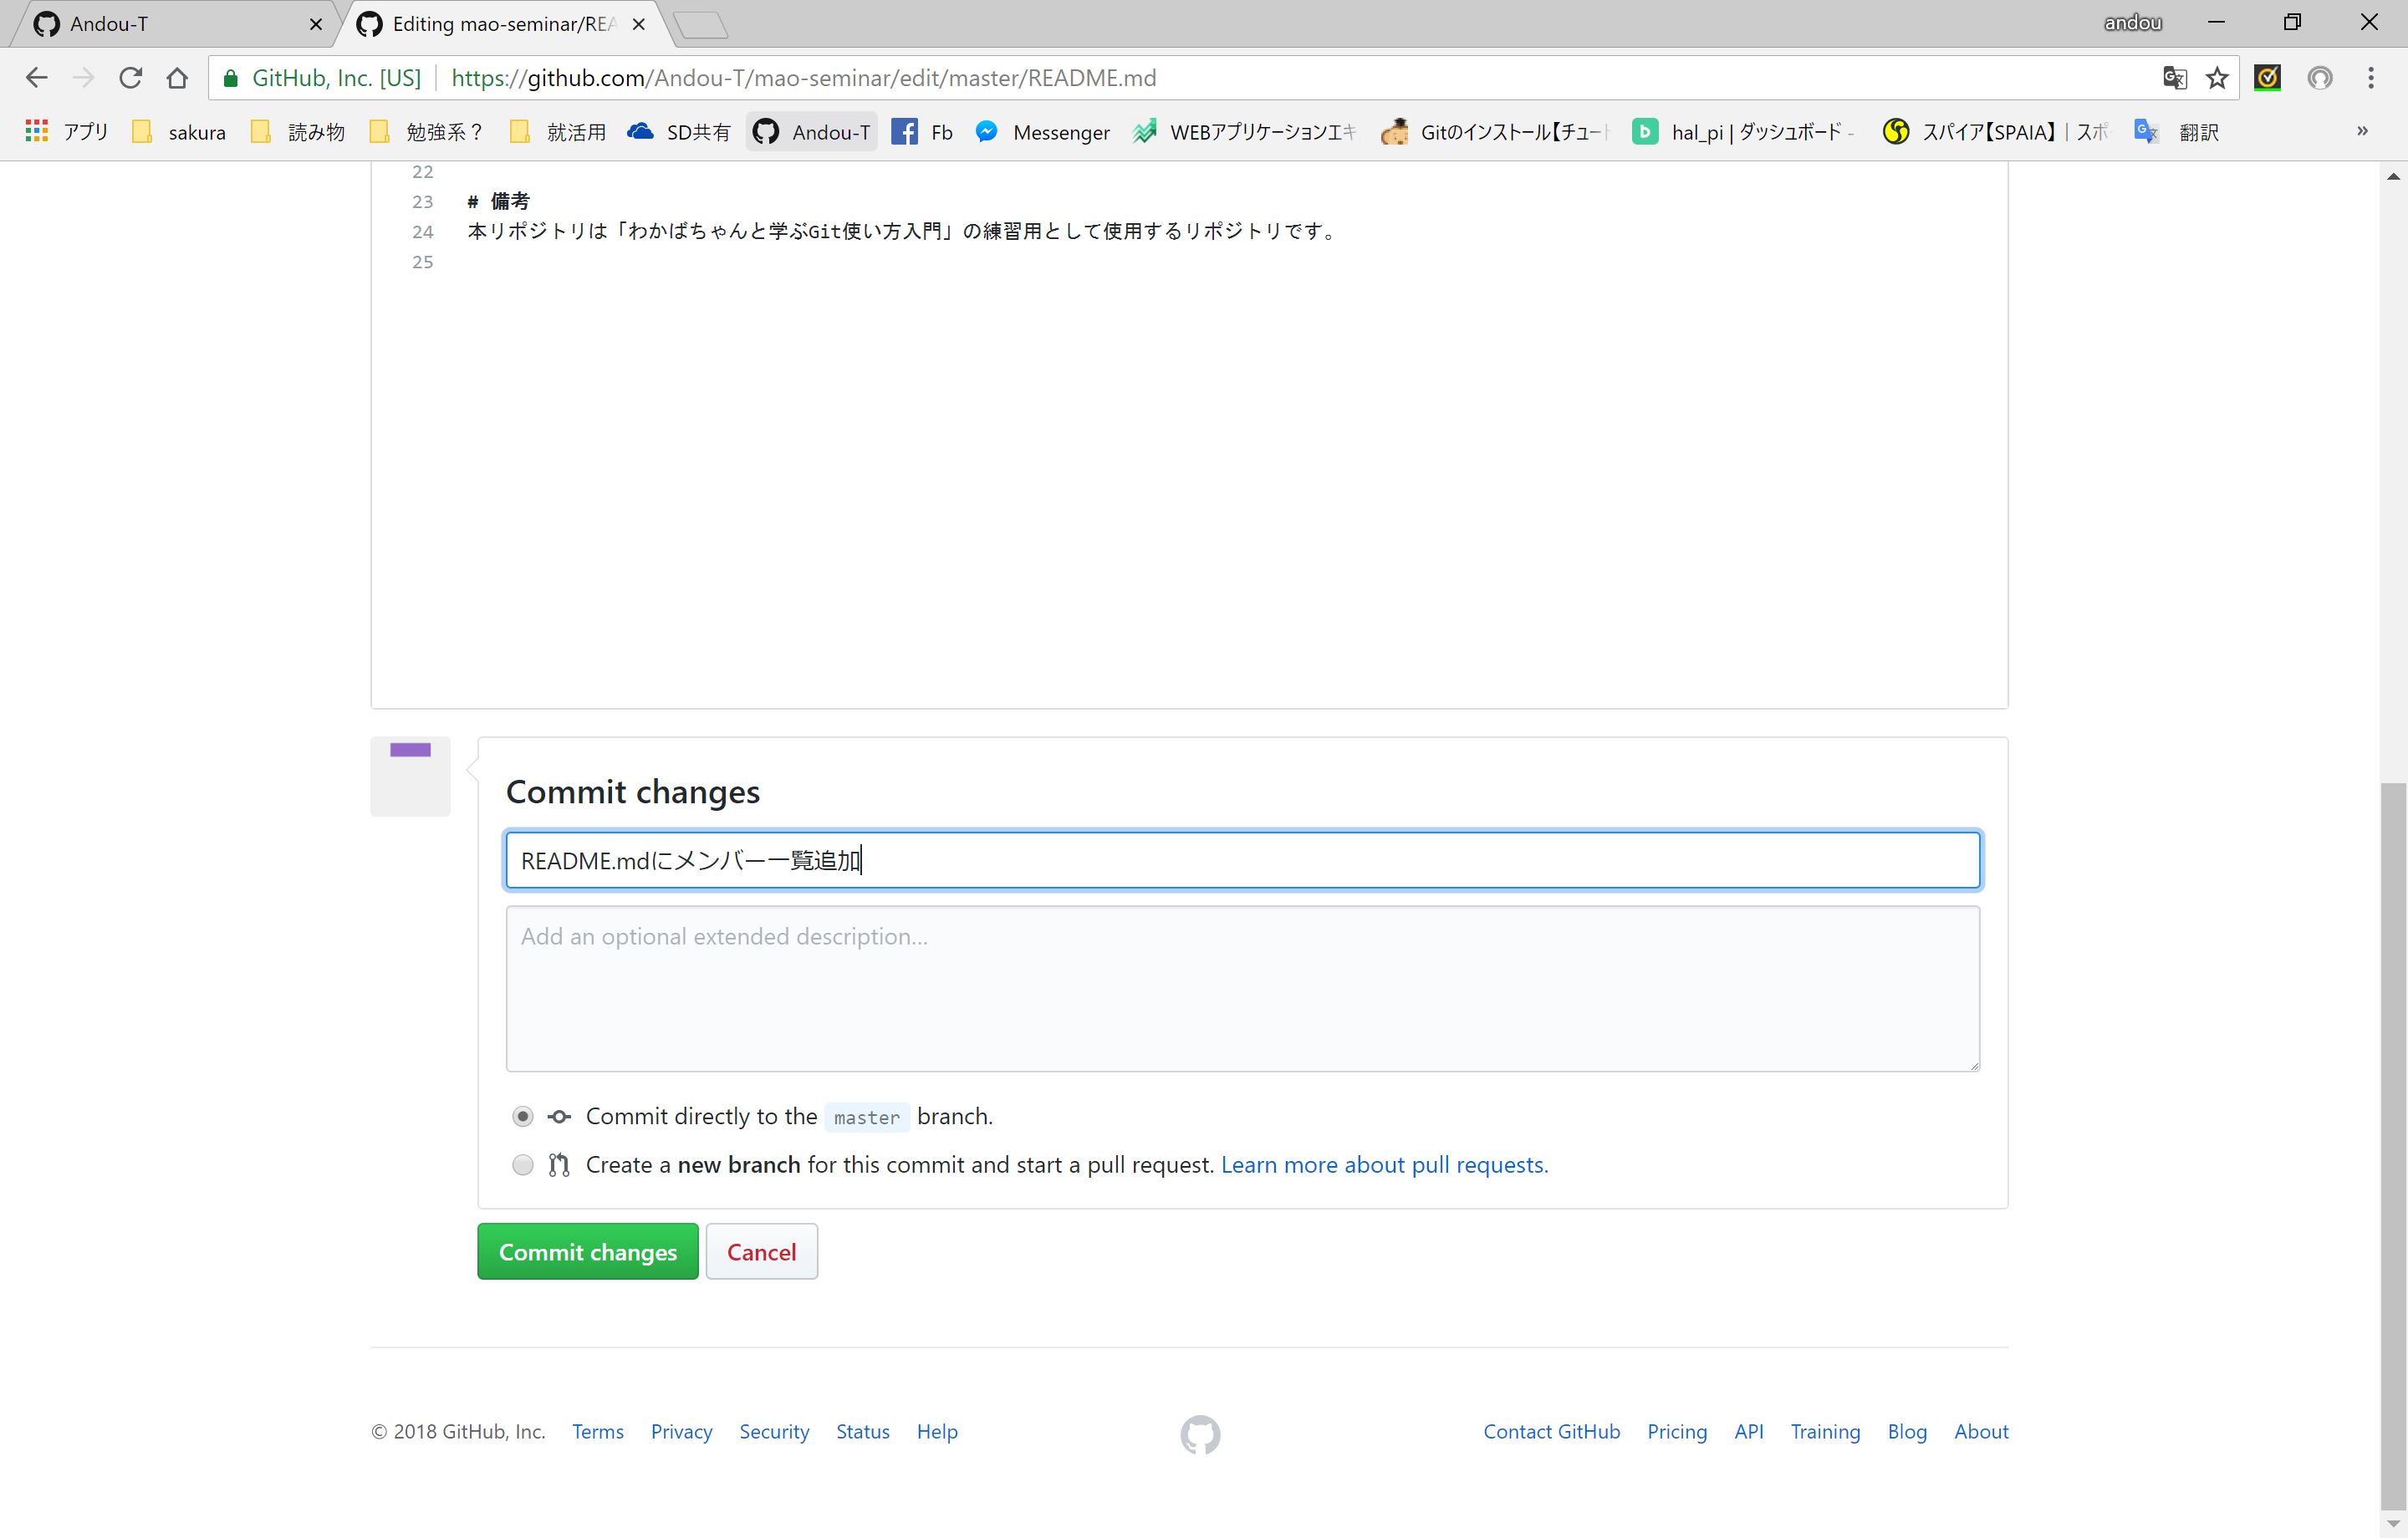 Andou-T
Editing mao-seminar/REA
andou
GitHub, Inc. [US] https://github.com/Andou-T/mao-seminar/edit/master/README.md
アプリ sakura 読み物 勉強系？ 就活用 SD共有 Andou-T Fb Messenger WEBアプリケーションエキ Gitのインストール【チュート hal_pi | ダッシュボード - スパイア【SPAIA】｜スポ 翻訳 »
22
23 # 備考
24 本リポジトリは「わかばちゃんと学ぶGit使い方入門」の練習用として使用するリポジトリです。
25
Commit changes
README.mdにメンバー一覧追加
Add an optional extended description...
Commit directly to the master branch.
Create a new branch for this commit and start a pull request. Learn more about pull requests.
Commit changes Cancel
© 2018 GitHub, Inc. Terms Privacy Security Status Help Contact GitHub Pricing API Training Blog About